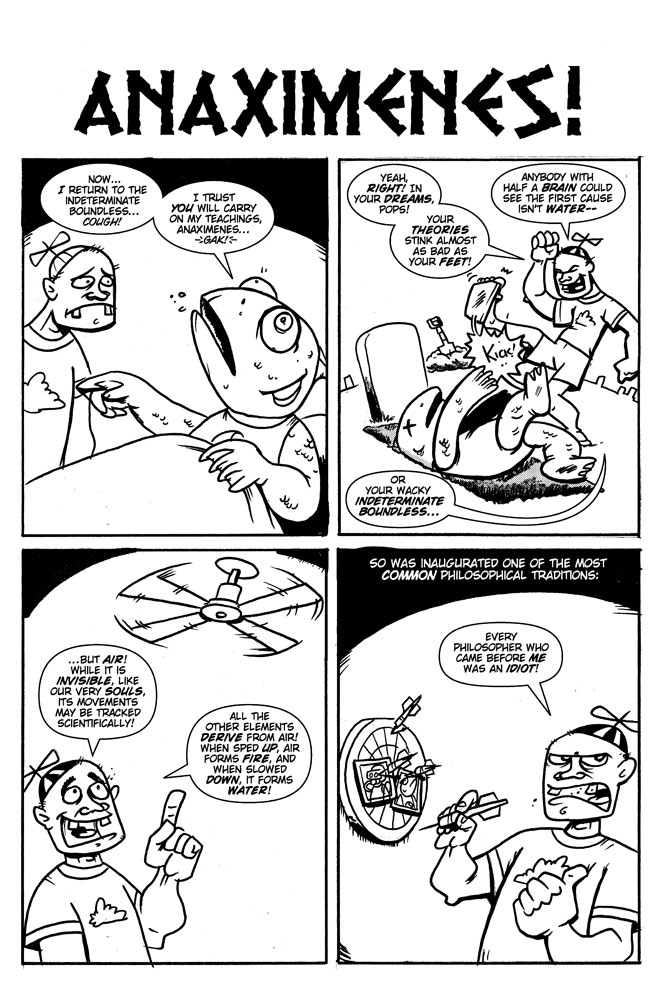 ANAXIMENES!
NOW...
I RETURN TO THE
INDETERMINATE
BOUNDLESS...
COUGH!
I TRUST
YOU WILL CARRY
ON MY TEACHINGS,
ANAXIMENES...
-GAK!-
YEAH,
RIGHT! IN
YOUR DREAMS,
POPS!
YOUR
THEORIES
STINK ALMOST
AS BAD AS
YOUR FEET!
ANYBODY WITH
HALF A BRAIN COULD
SEE THE FIRST CAUSE
ISN'T WATER--
KICK!
OR
YOUR WACKY
INDETERMINATE
BOUNDLESS...
...BUT AIR!
WHILE IT IS
INVISIBLE, LIKE
OUR VERY SOULS,
ITS MOVEMENTS
MAY BE TRACKED
SCIENTIFICALLY!
ALL THE
OTHER ELEMENTS
DERIVE FROM AIR!
WHEN SPED UP, AIR
FORMS FIRE, AND
WHEN SLOWED
DOWN, IT FORMS
WATER!
SO WAS INAUGURATED ONE OF THE MOST
COMMON PHILOSOPHICAL TRADITIONS:
EVERY
PHILOSOPHER WHO
CAME BEFORE ME
WAS AN IDIOT!